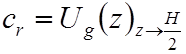 c_r = U_g(z)_{z→H/2}